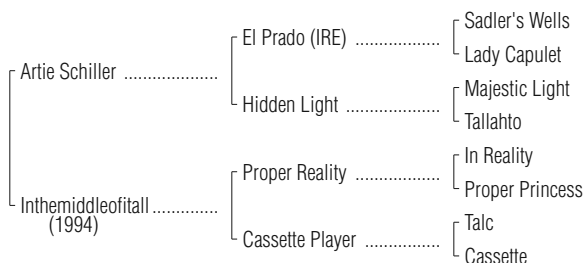 Sadler's Wells
El Prado (IRE) ........................
Lady Capulet
Artie Schiller ....................
Majestic Light
Hidden Light ..........................
Tallahto
In Reality
Proper Reality ........................
Proper Princess
Inthemiddleofitall ..............
(1994)
Talc
Cassette Player .....................
Cassette